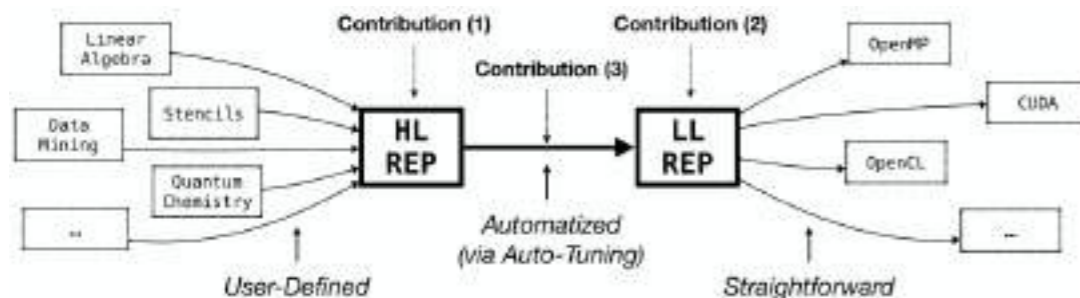 Contribution (1)
Contribution (2)
Contribution (3)
Linear
Algebra
Stencils
Data
Mining
Quantum
Chemistry
HL
REP
LL
REP
OpenMP
CUDA
OpenCL
User-Defined
Automatized
(via Auto-Tuning)
Straightforward